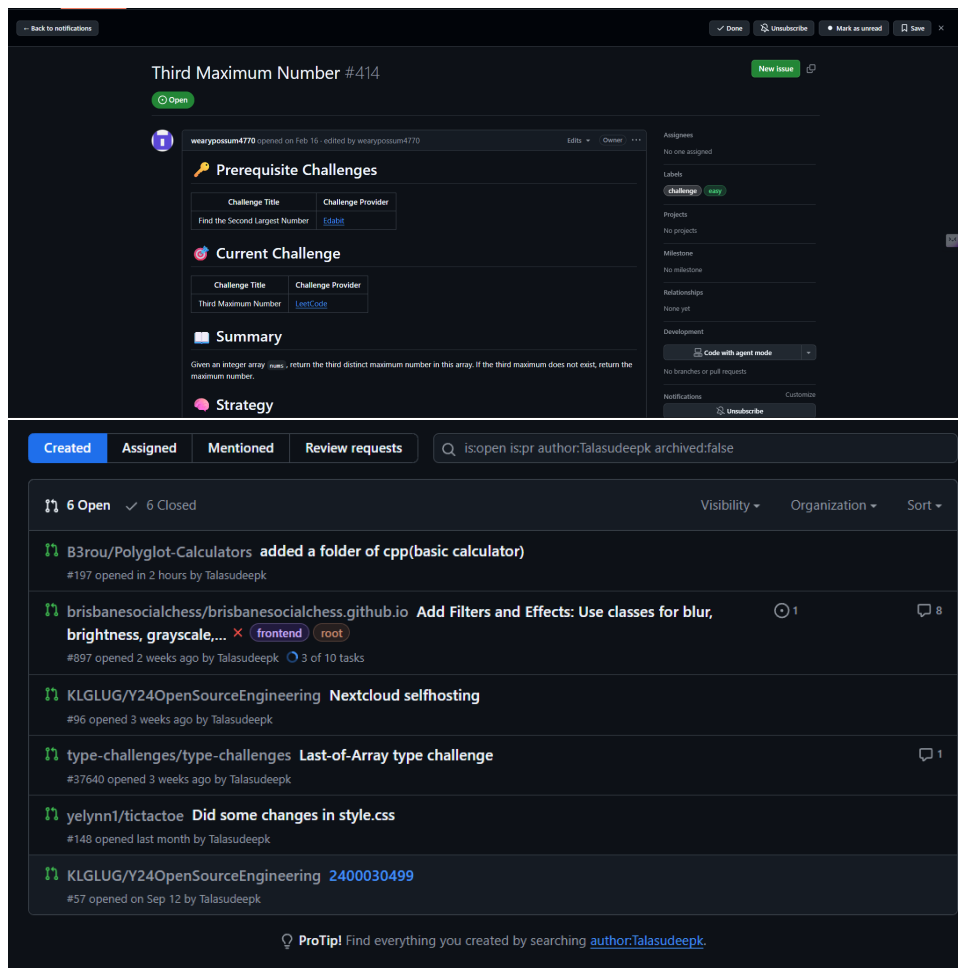 ← Back to notifications
Done
Unsubscribe
Mark as unread
Save
Third Maximum Number #414
New issue
Open
wearypossum4770 opened on Feb 16 · edited by wearypossum4770
Edits
Owner
Prerequisite Challenges
Challenge Title Challenge Provider
Find the Second Largest Number Edabit
Current Challenge
Challenge Title Challenge Provider
Third Maximum Number LeetCode
Summary
Given an integer array nums, return the third distinct maximum number in this array. If the third maximum does not exist, return the
maximum number.
Strategy
Assignees
No one assigned
Labels
challenge easy
Projects
No projects
Milestone
No milestone
Relationships
None yet
Development
Code with agent mode
No branches or pull requests
Notifications Customize
Unsubscribe
Created Assigned Mentioned Review requests
is:open is:pr author:Talasudeepk archived:false
6 Open 6 Closed
Visibility Organization Sort
B3rou/Polyglot-Calculators added a folder of cpp(basic calculator)
#197 opened in 2 hours by Talasudeepk
brisbanesocialchess/brisbanesocialchess.github.io Add Filters and Effects: Use classes for blur,
brightness, grayscale,... frontend root
1
8
#897 opened 2 weeks ago by Talasudeepk 3 of 10 tasks
KLGLUG/Y24OpenSourceEngineering Nextcloud selfhosting
#96 opened 3 weeks ago by Talasudeepk
type-challenges/type-challenges Last-of-Array type challenge
1
#37640 opened 3 weeks ago by Talasudeepk
yelynn1/tictactoe Did some changes in style.css
#148 opened last month by Talasudeepk
KLGLUG/Y24OpenSourceEngineering 2400030499
#57 opened on Sep 12 by Talasudeepk
ProTip! Find everything you created by searching author:Talasudeepk.